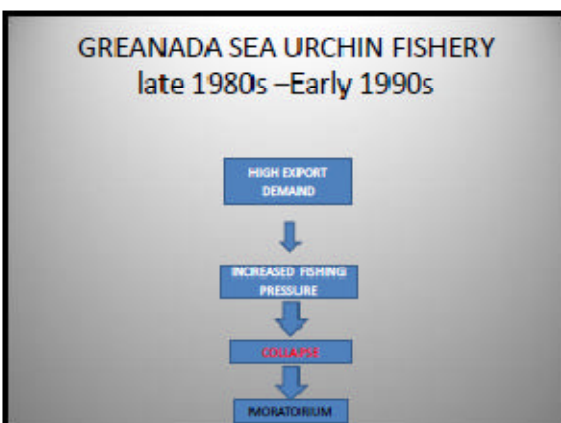 GREANADA SEA URCHIN FISHERY
late 1980s –Early 1990s
HIGH EXPORT
DEMAND
INCREASED FISHING
PRESSURE
COLLAPSE
MORATORIUM